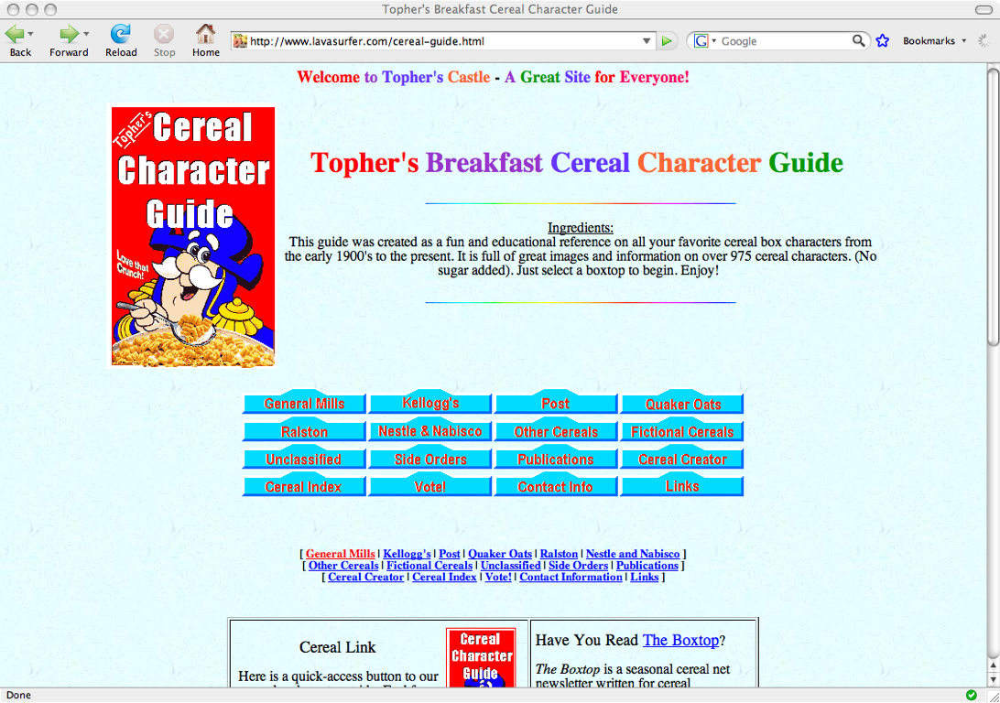 Topher's Breakfast Cereal Character Guide
Back
Forward
Reload
Stop
Home
http://www.lavasurfer.com/cereal-guide.html
G
Google
Bookmarks
Welcome to Topher's Castle - A Great Site for Everyone!
Topher's
Cereal
Character
Guide
Love that
Crunch!
Topher's Breakfast Cereal Character Guide
Ingredients:
This guide was created as a fun and educational reference on all your favorite cereal box characters from
the early 1900's to the present. It is full of great images and information on over 975 cereal characters. (No
sugar added). Just select a boxtop to begin. Enjoy!
General Mills
Kellogg's
Post
Quaker Oats
Ralston
Nestle & Nabisco
Other Cereals
Fictional Cereals
Unclassified
Side Orders
Publications
Cereal Creator
Cereal Index
Vote!
Contact Info
Links
[ General Mills | Kellogg's | Post | Quaker Oats | Ralston | Nestle and Nabisco ]
[ Other Cereals | Fictional Cereals | Unclassified | Side Orders | Publications ]
[ Cereal Creator | Cereal Index | Vote! | Contact Information | Links ]
Cereal Link
Here is a quick-access button to our
Cereal
Character
Guide
Have You Read The Boxtop?
The Boxtop is a seasonal cereal net
newsletter written for cereal
Done